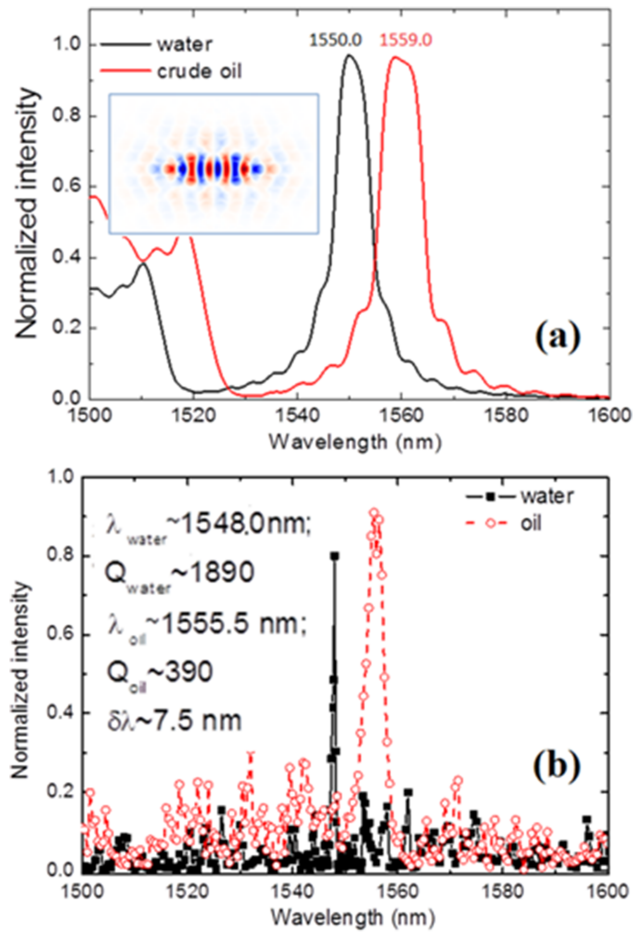 1.0
0.8
0.6
0.4
0.2
0.0
Normalized intensity
water
crude oil
1550.0 1559.0
(a)
1500 1520 1540 1560 1580 1600
Wavelength (nm)
1.0
0.8
0.6
0.4
0.2
0.0
Normalized intensity
λwater~1548.0nm;
Qwater~1890
λoil~1555.5 nm;
Qoil~390
δλ~7.5 nm
water
oil
(b)
1500 1520 1540 1560 1580 1600
Wavelength (nm)